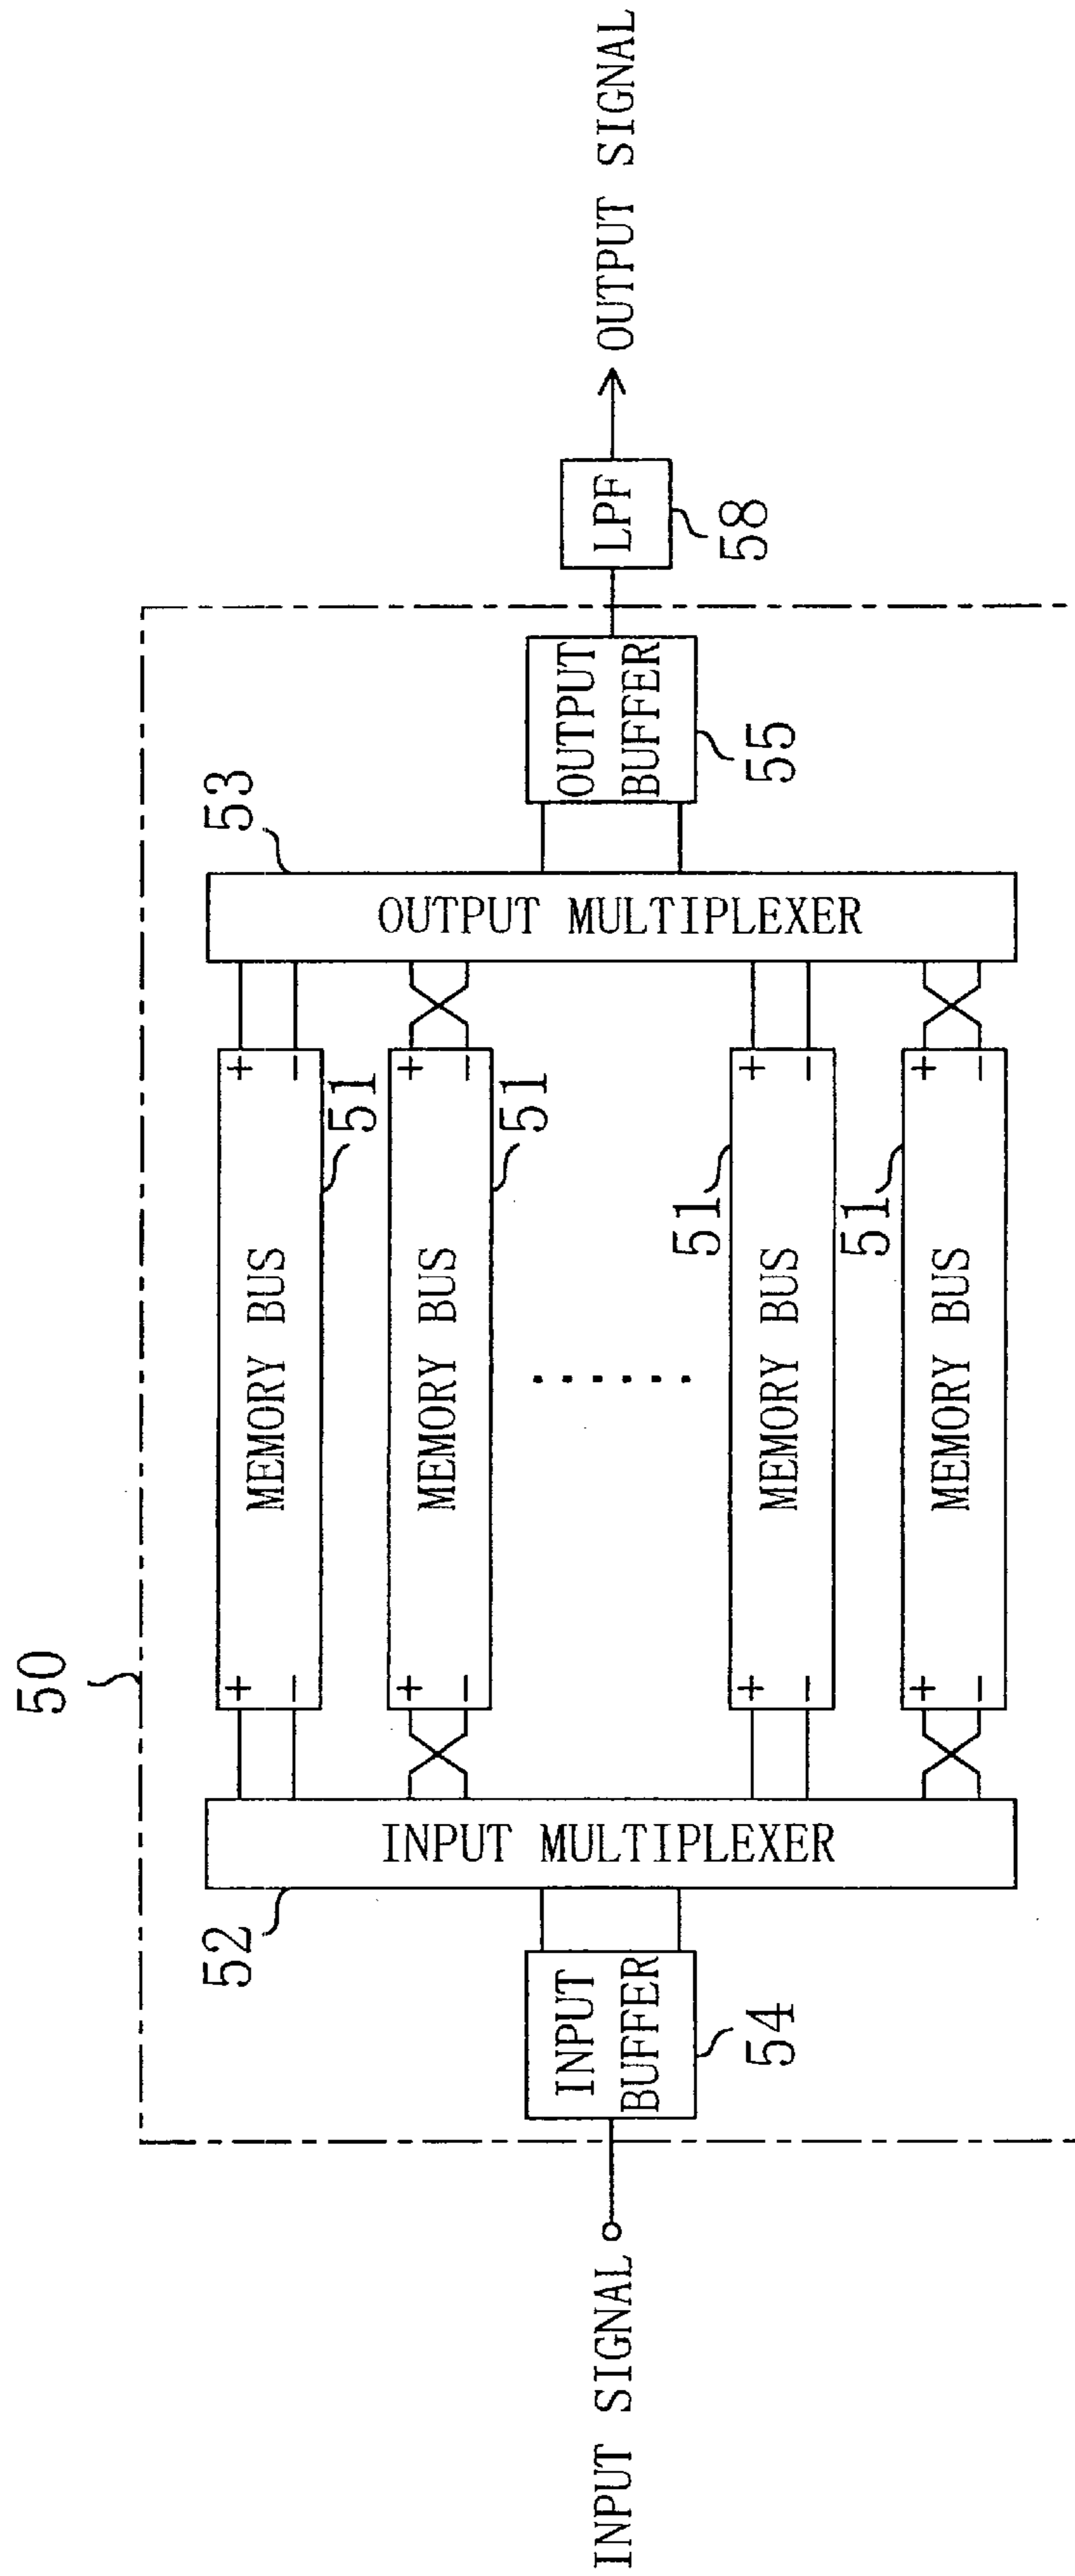 50
INPUT SIGNAL
INPUT
BUFFER
54
52
INPUT MULTIPLEXER
+
−
MEMORY BUS
+
−
51
+
−
MEMORY BUS
+
−
51
......
+
−
MEMORY BUS
+
−
51
+
−
MEMORY BUS
+
−
51
53
OUTPUT MULTIPLEXER
OUTPUT
BUFFER
55
LPF
58
OUTPUT SIGNAL